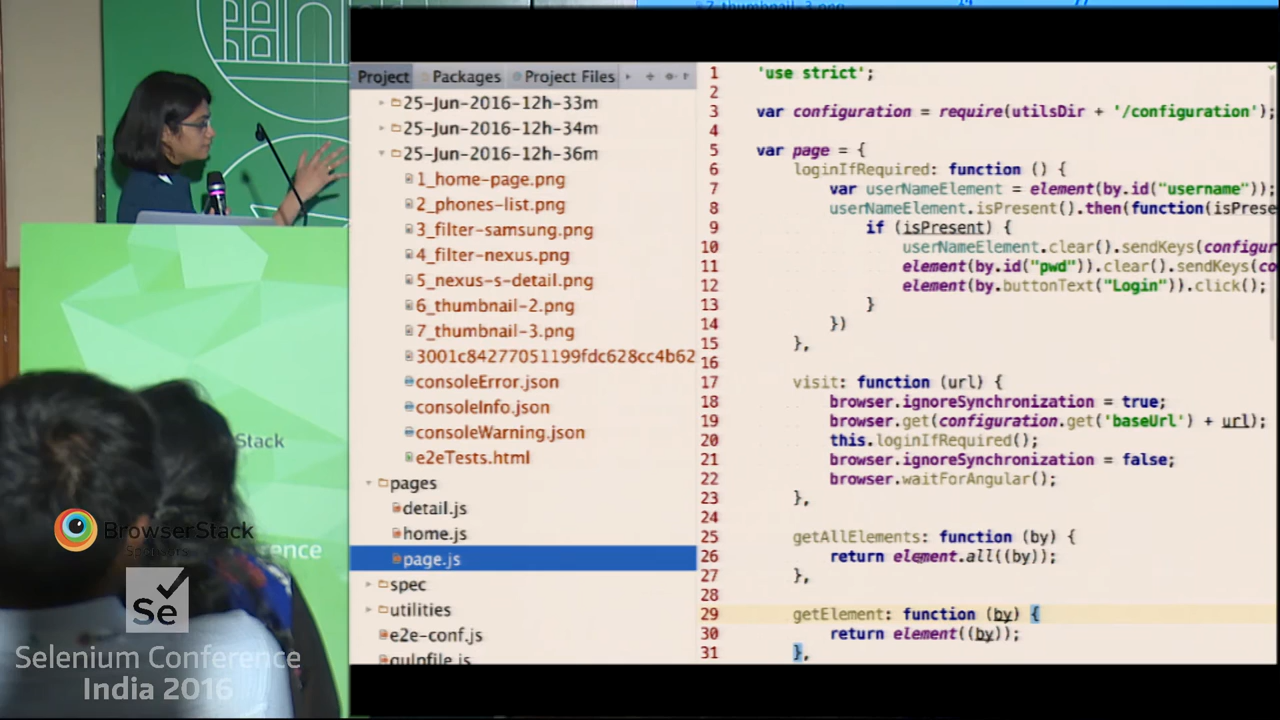 Project Packages Project Files
25-Jun-2016-12h-33m
25-Jun-2016-12h-34m
25-Jun-2016-12h-36m
1_home-page.png
2_phones-list.png
3_filter-samsung.png
4_filter-nexus.png
5_nexus-s-detail.png
6_thumbnail-2.png
7_thumbnail-3.png
3001c84277051199fdc628cc4b62
consoleError.json
consoleInfo.json
consoleWarning.json
e2eTests.html
pages
detail.js
home.js
page.js
spec
utilities
e2e-conf.js
gulpfile.js
1 'use strict';
2
3 var configuration = require(utilsDir + '/configuration');
4
5 var page = {
6 loginIfRequired: function () {
7 var userNameElement = element(by.id("username"));
8 userNameElement.isPresent().then(function(isPrese
9 if (isPresent) {
10 userNameElement.clear().sendKeys(configur
11 element(by.id("pwd")).clear().sendKeys(co
12 element(by.buttonText("Login")).click();
13 }
14 })
15 },
16
17 visit: function (url) {
18 browser.ignoreSynchronization = true;
19 browser.get(configuration.get('baseUrl') + url);
20 this.loginIfRequired();
21 browser.ignoreSynchronization = false;
22 browser.waitForAngular();
23 },
24
25 getAllElements: function (by) {
26 return element.all((by));
27 },
28
29 getElement: function (by) {
30 return element((by));
31 },
Stack
ference
BrowserStack
Se
Selenium Conference
India 2016